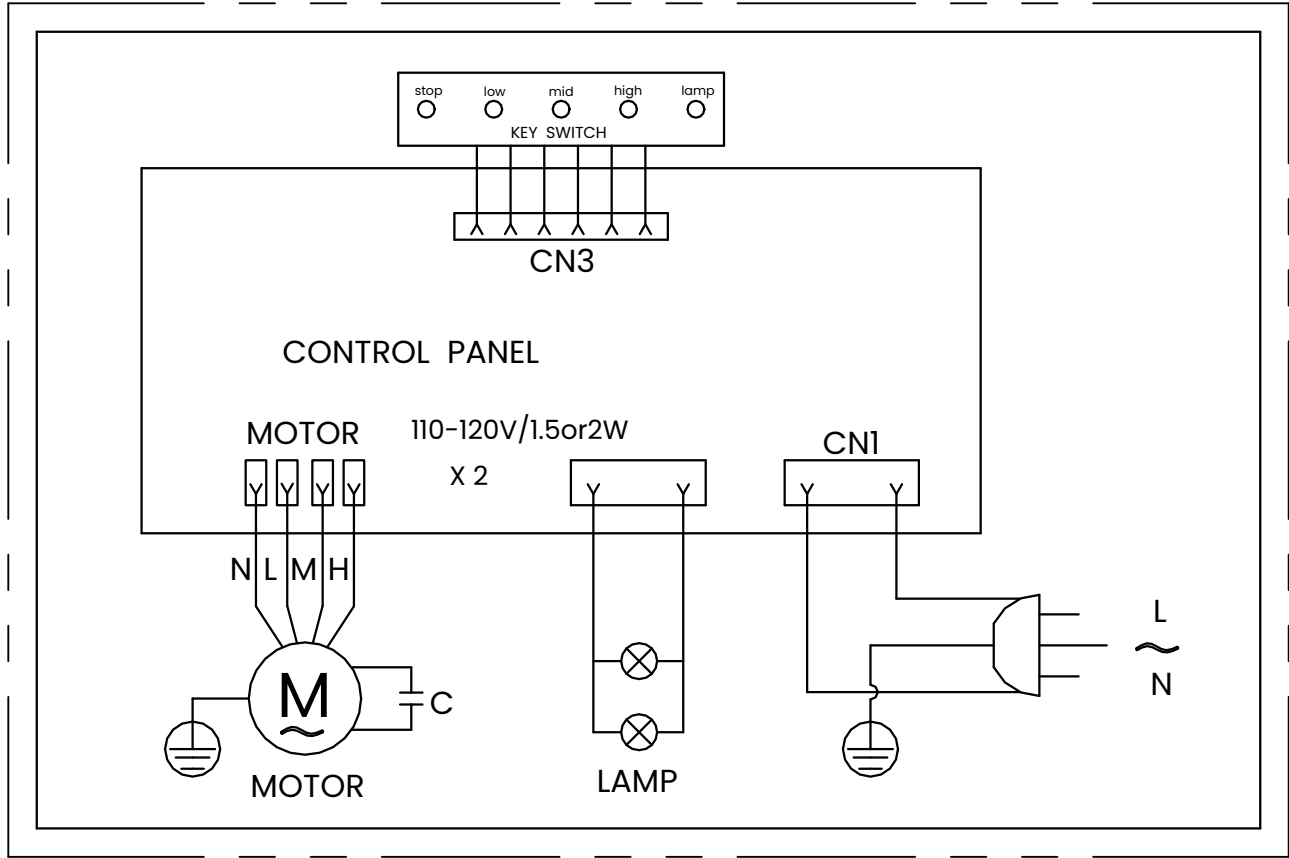 stop low mid high lamp
KEY SWITCH
CN3
CONTROL PANEL
MOTOR
110-120V/1.5or2W
X 2
CN1
N L M H
L
N
M
C
MOTOR
LAMP